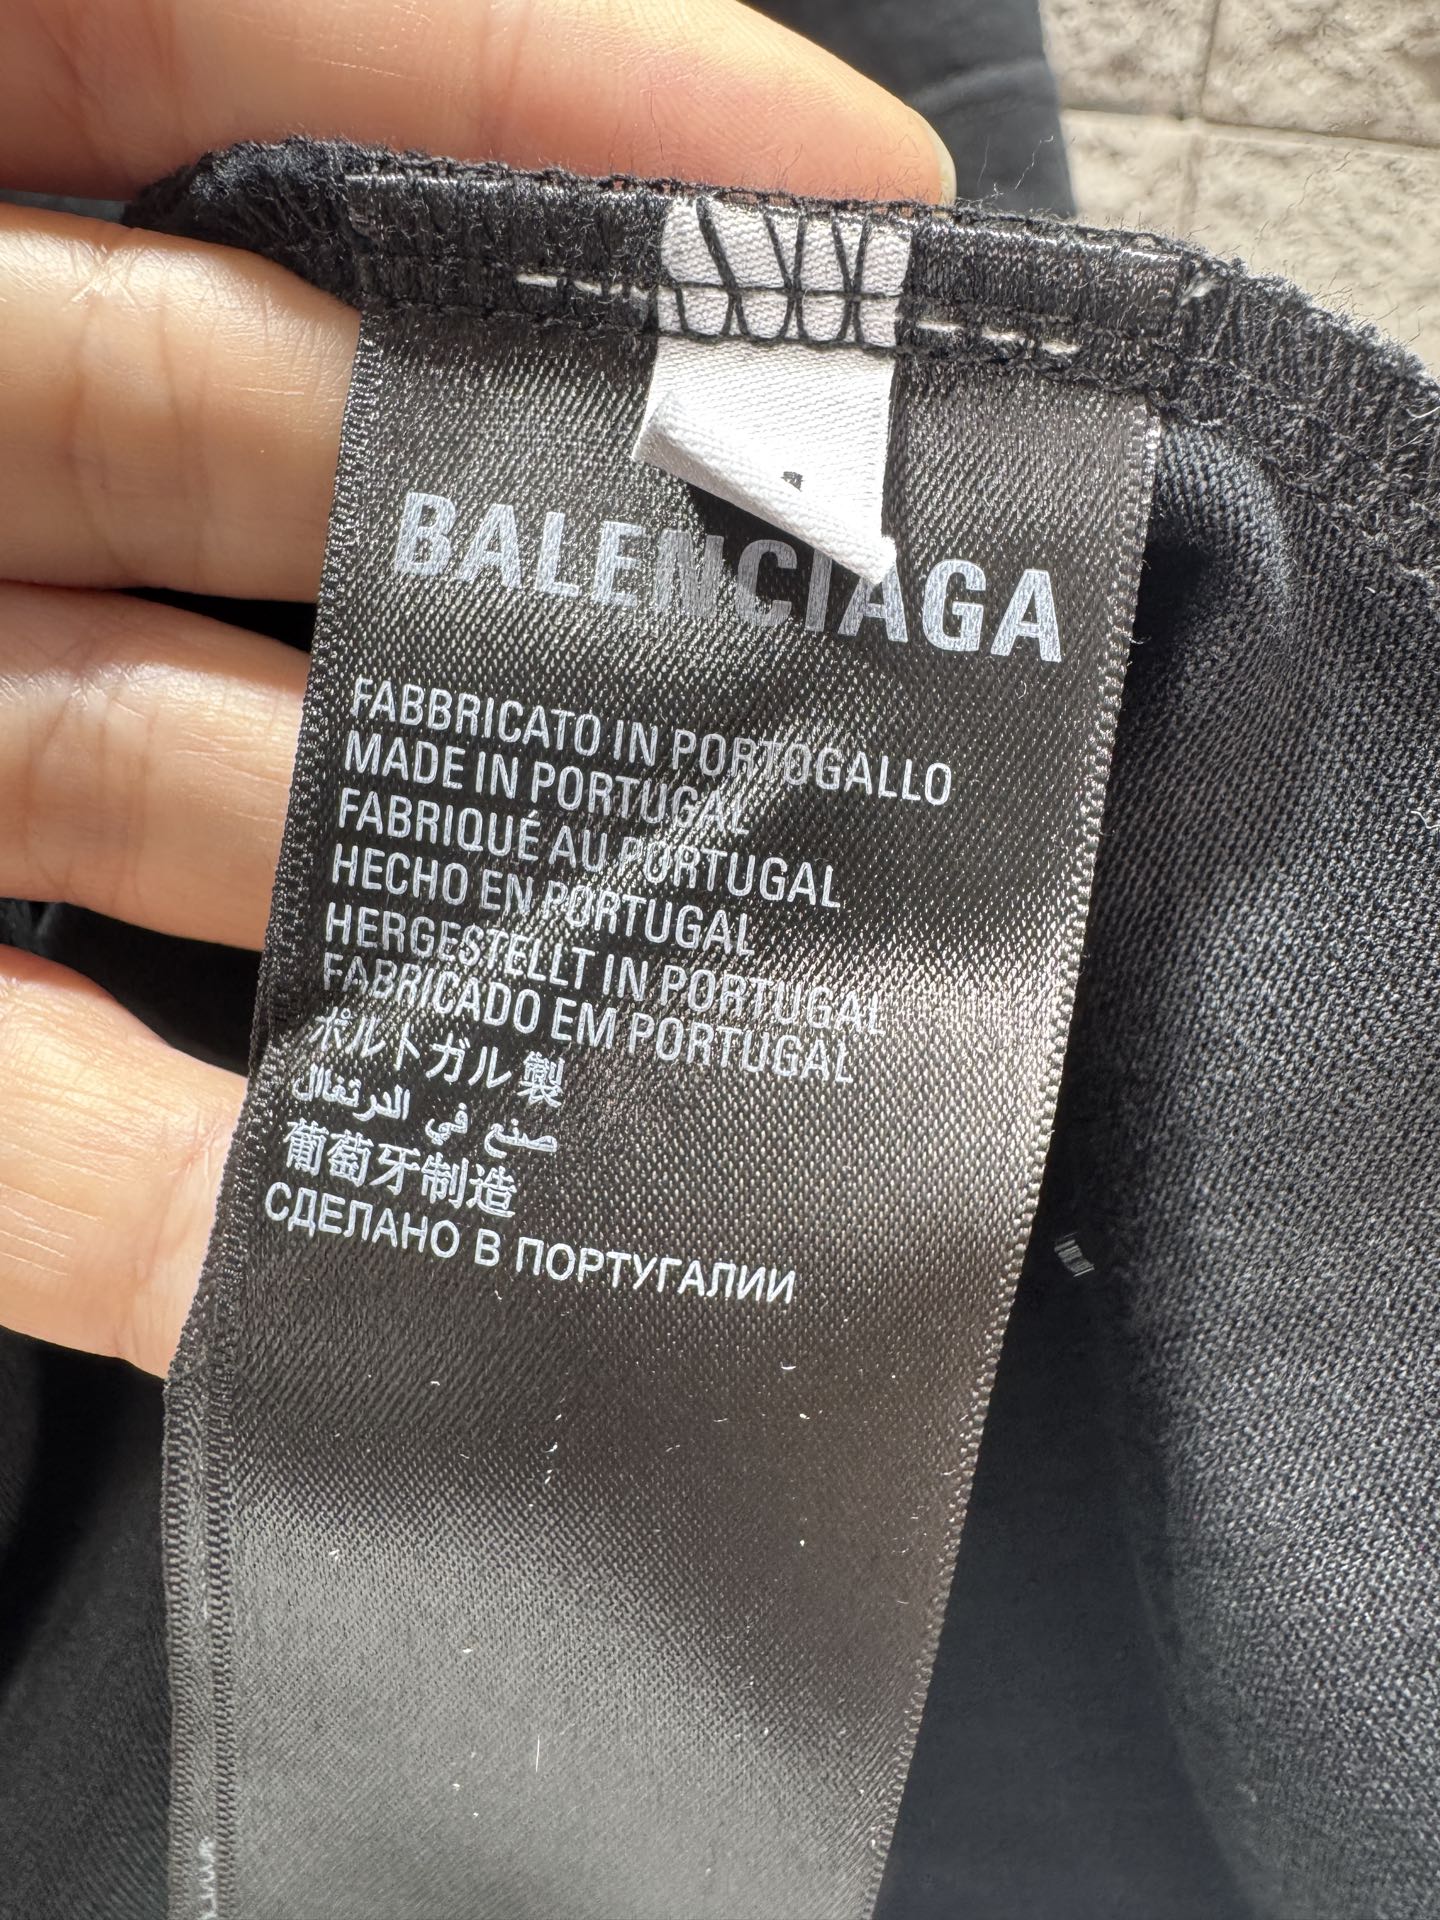 BALENCIAGA
FABBRICATO IN PORTOGALLO
MADE IN PORTUGAL
FABRIQUÉ AU PORTUGAL
HECHO EN PORTUGAL
HERGESTELLT IN PORTUGAL
FABRICADO EM PORTUGAL
ポルトガル製
صنع في البرتغال
葡萄牙制造
СДЕЛАНО В ПОРТУГАЛИИ